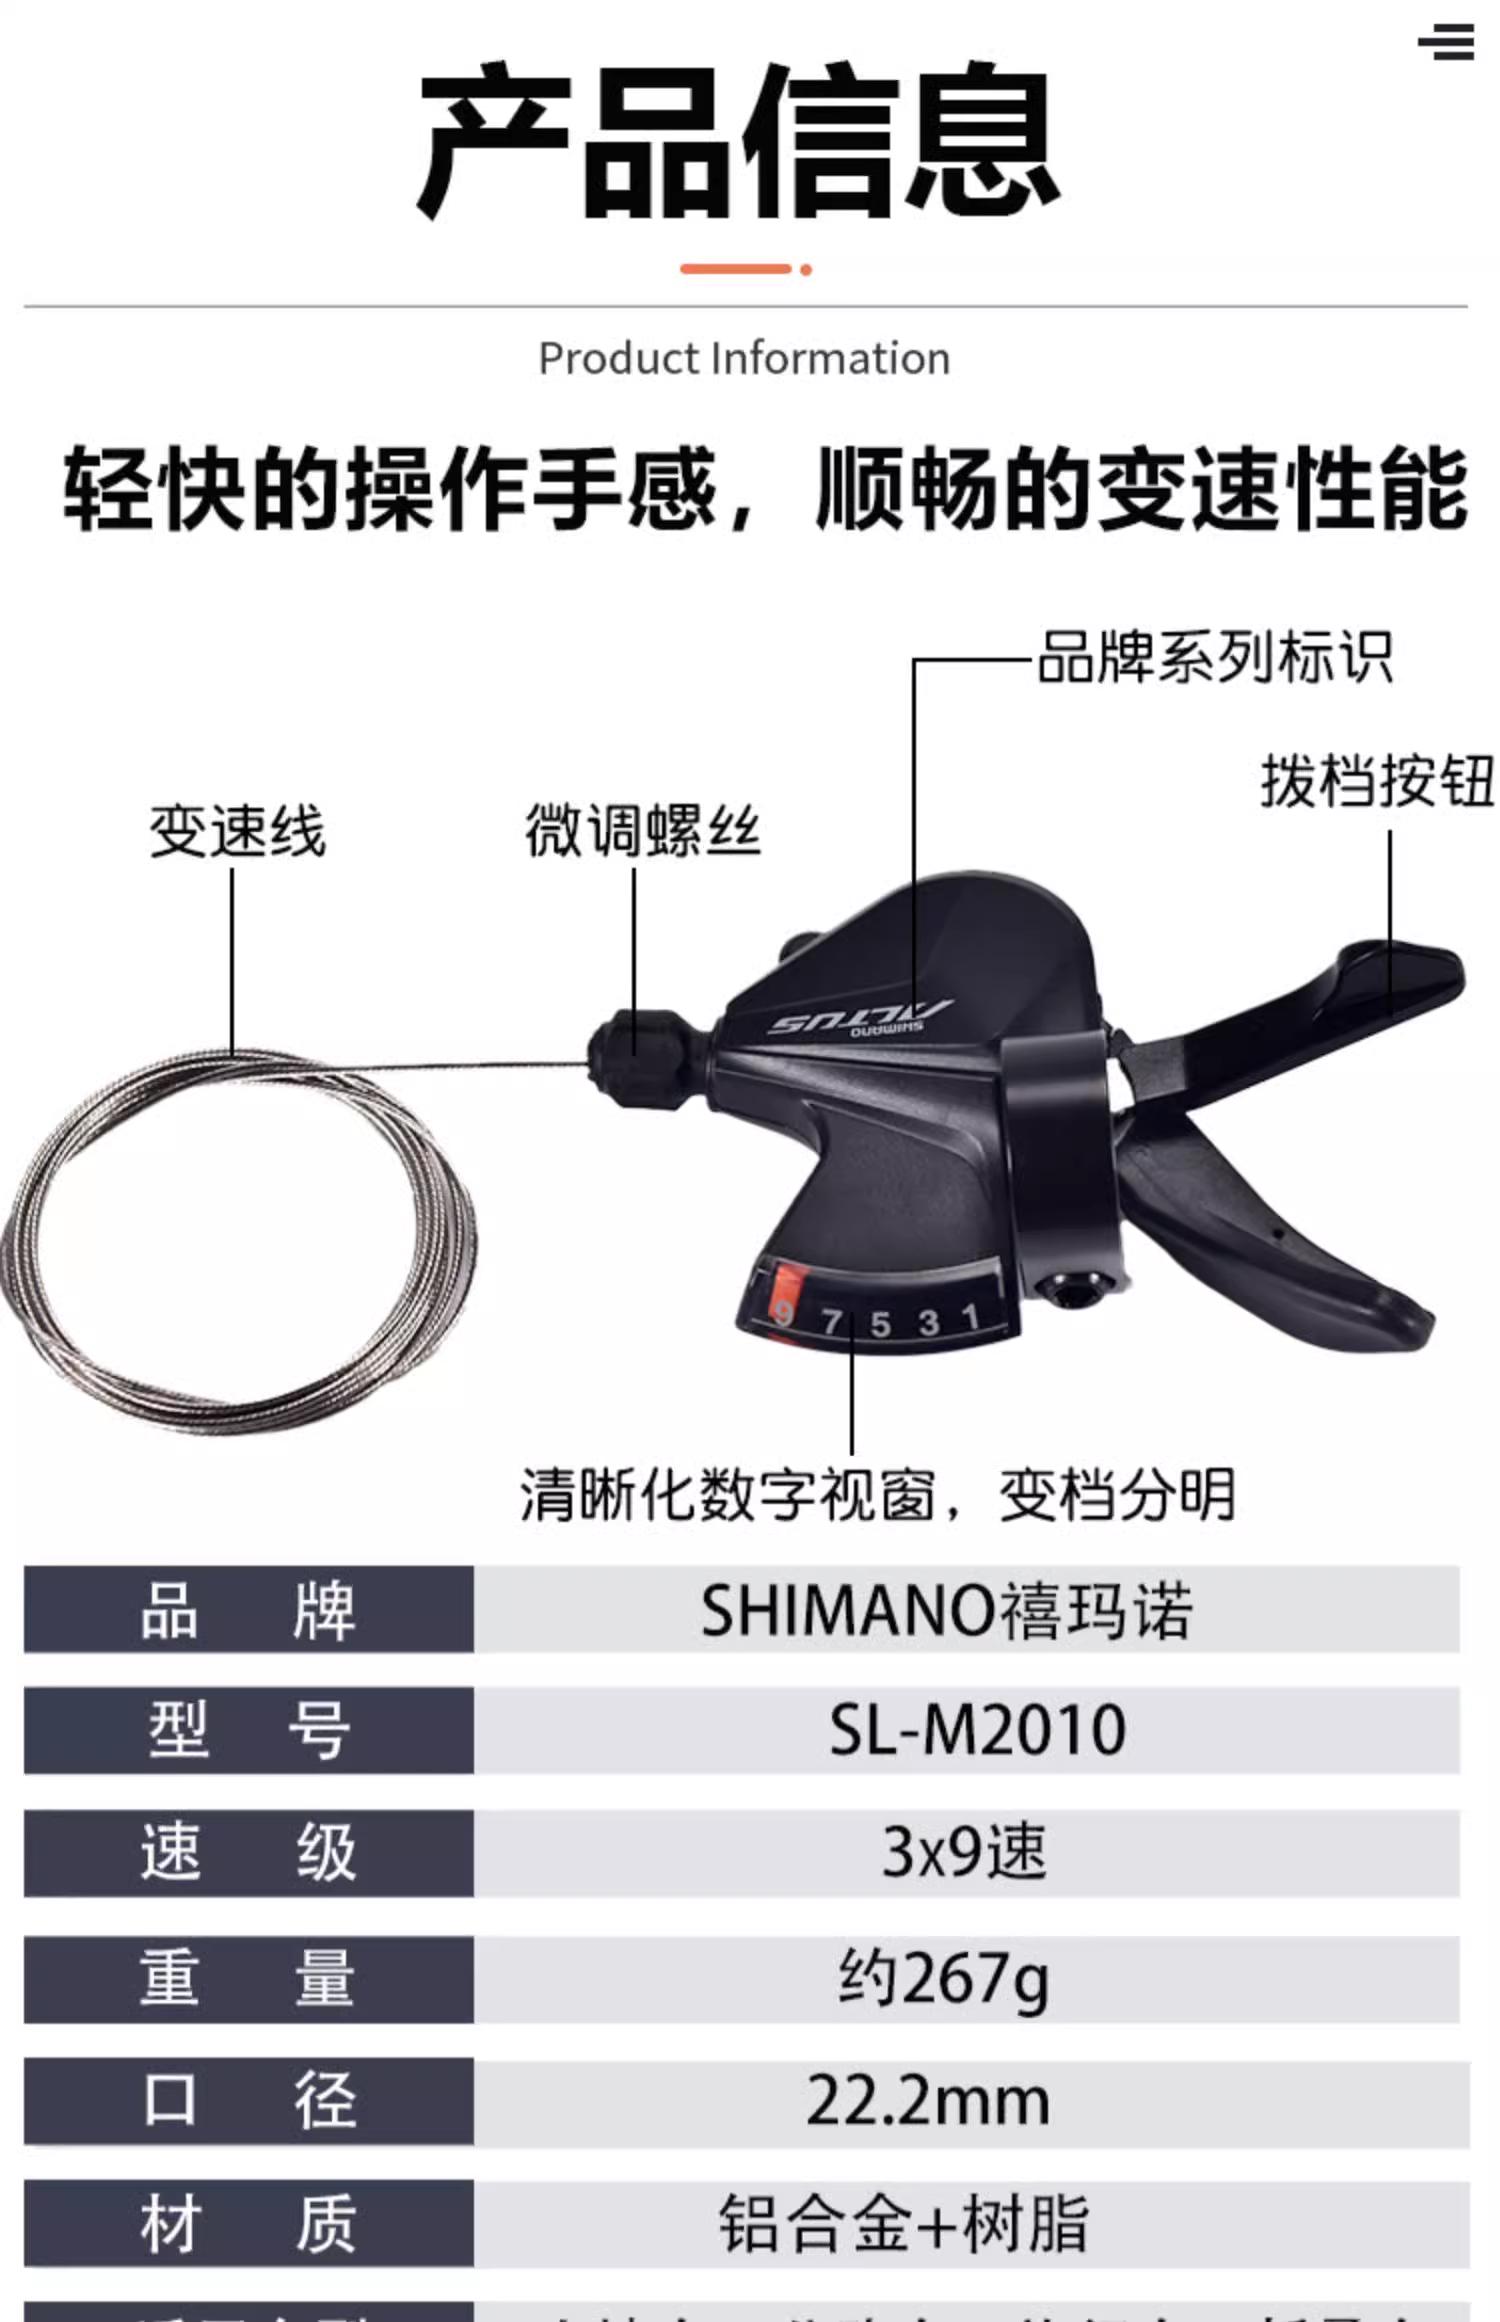 产品信息
Product Information
轻快的操作手感，顺畅的变速性能
品牌系列标识
拨档按钮
变速线
微调螺丝
ALTUS
SHIMANO
9 7 5 3 1
清晰化数字视窗，变档分明
品牌 SHIMANO禧玛诺
型号 SL-M2010
速级 3x9速
重量 约267g
口径 22.2mm
材质 铝合金+树脂